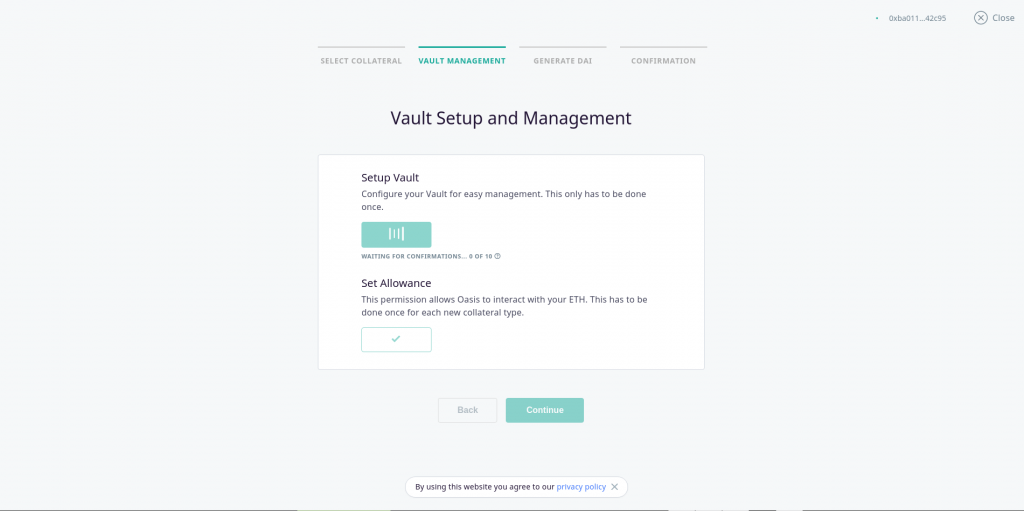 0xba011...42c95
Close
SELECT COLLATERAL
VAULT MANAGEMENT
GENERATE DAI
CONFIRMATION
Vault Setup and Management
Setup Vault
Configure your Vault for easy management. This only has to be done
once.
WAITING FOR CONFIRMATIONS... 0 OF 10
Set Allowance
This permission allows Oasis to interact with your ETH. This has to be
done once for each new collateral type.
Back
Continue
By using this website you agree to our privacy policy